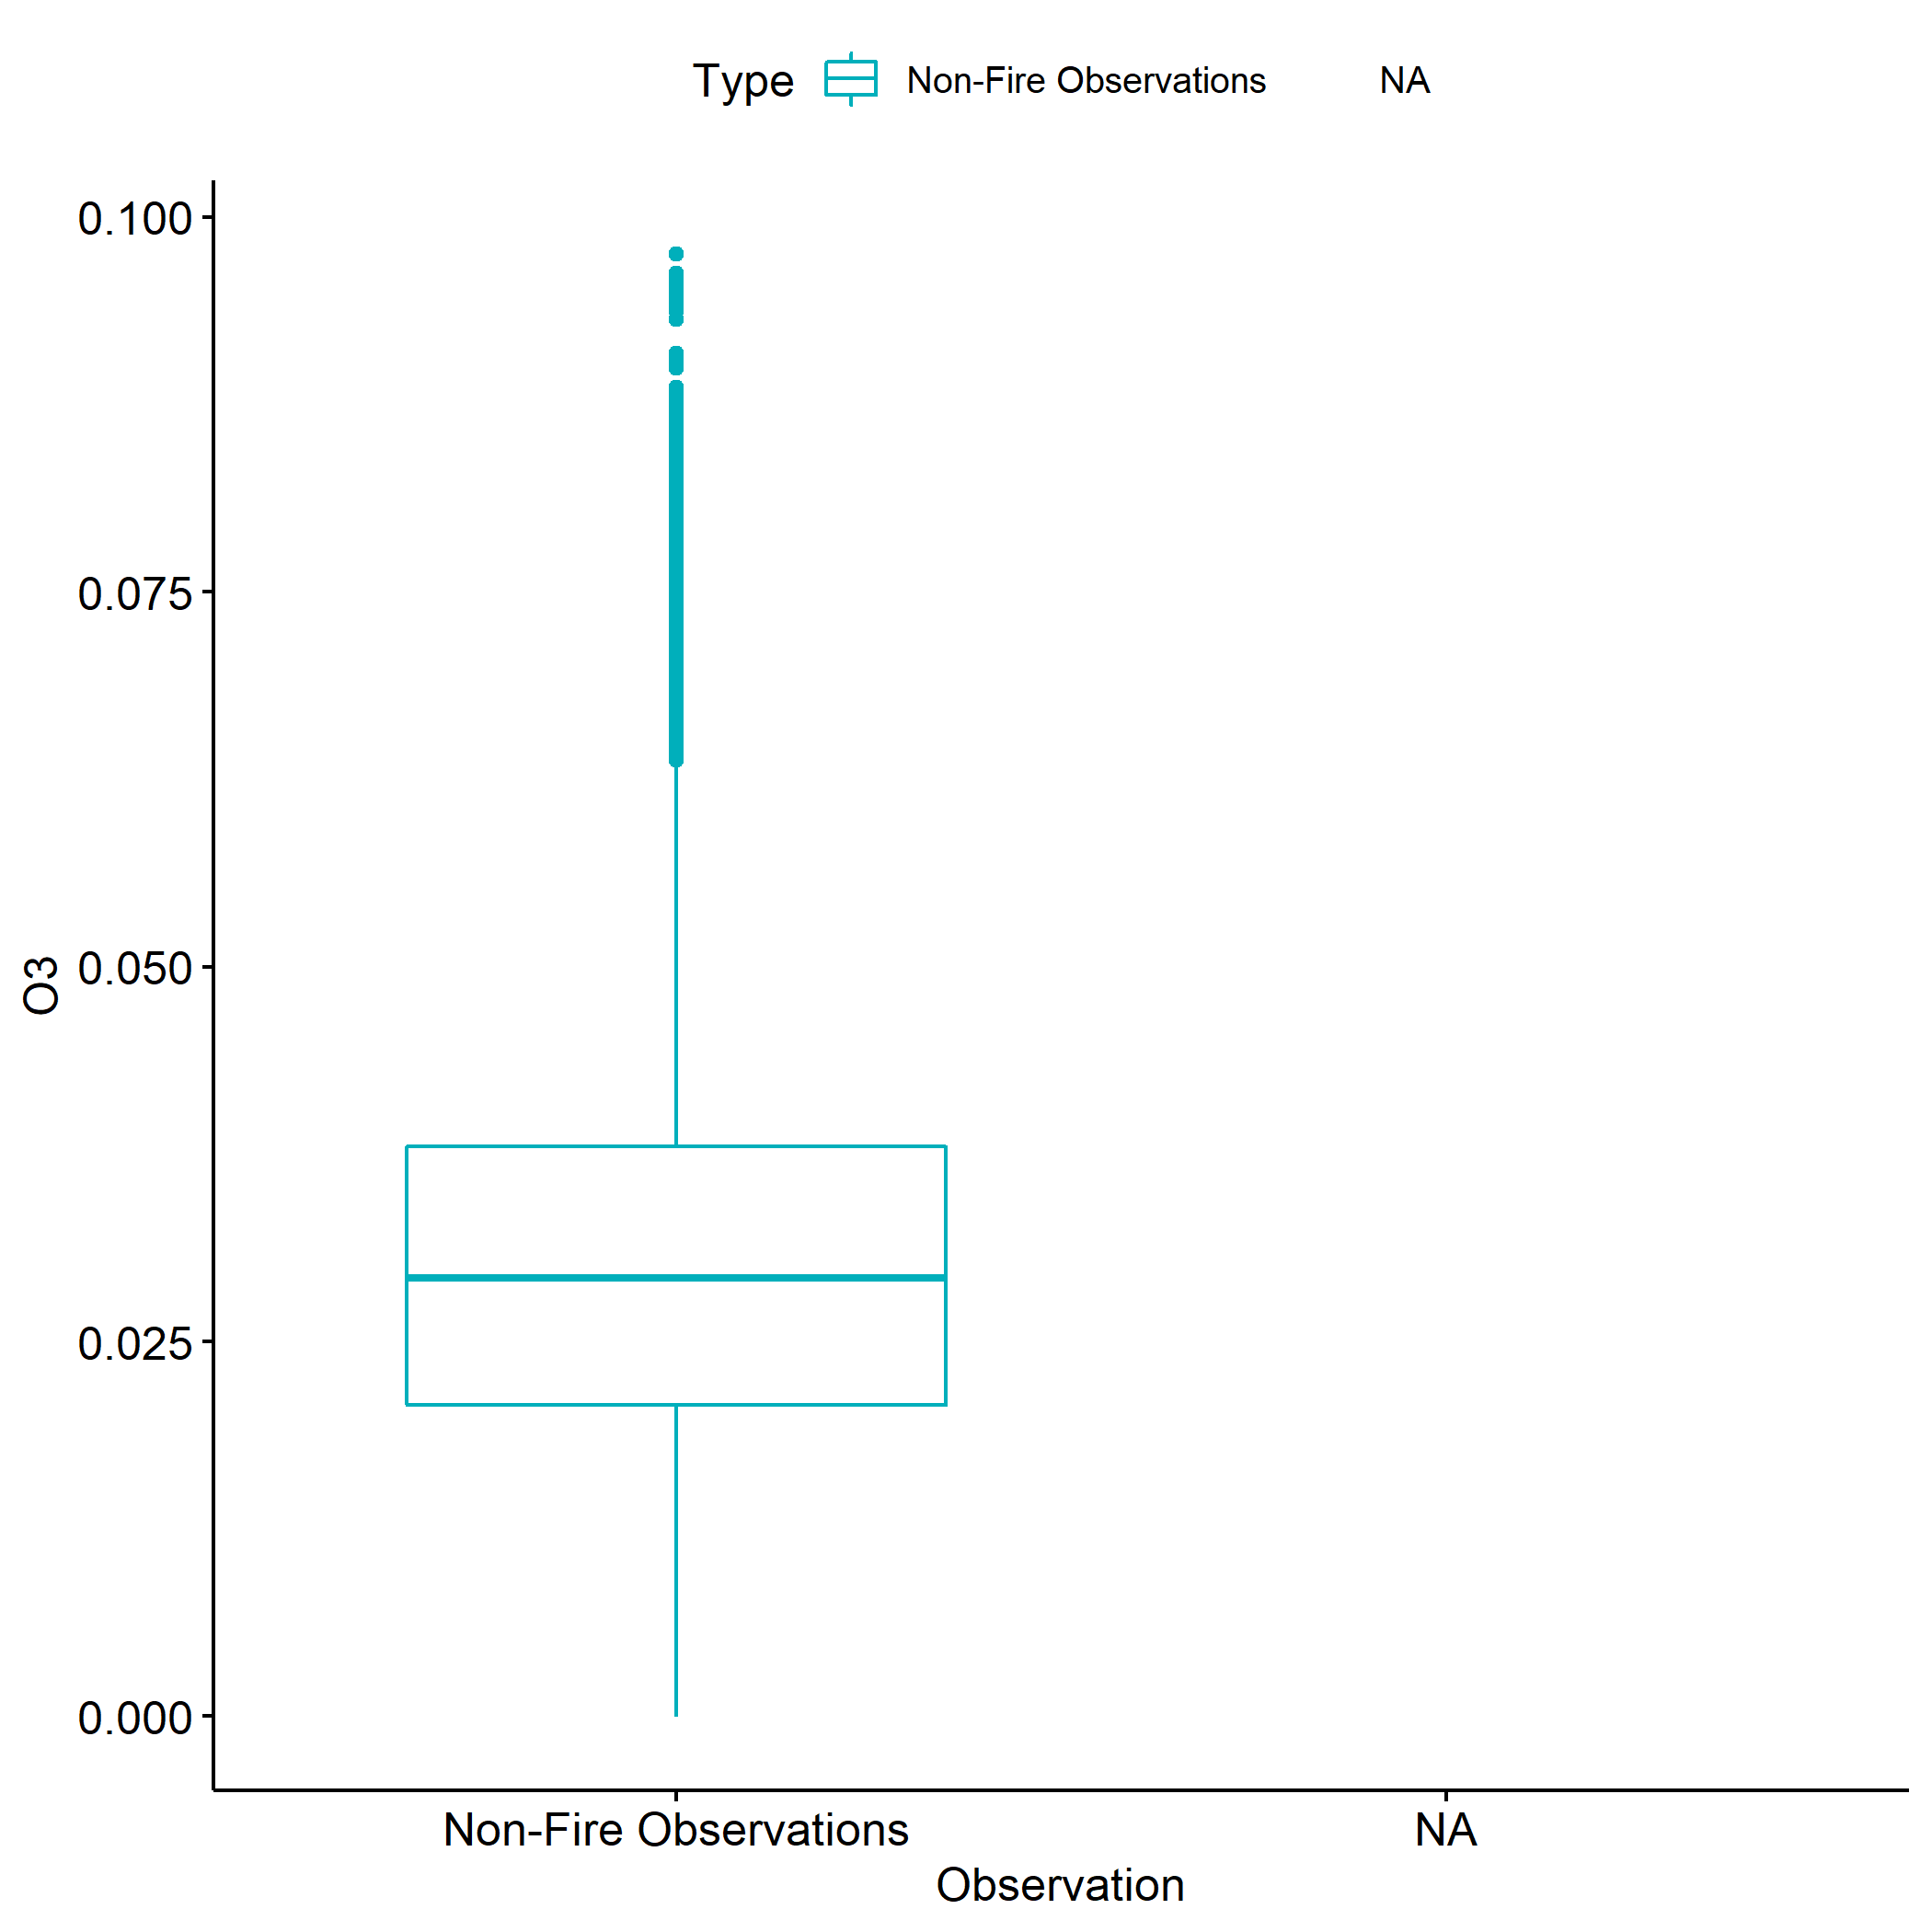 Type Non-Fire Observations NA
0.100
0.075
0.050
0.025
0.000
O3
Non-Fire Observations NA
Observation